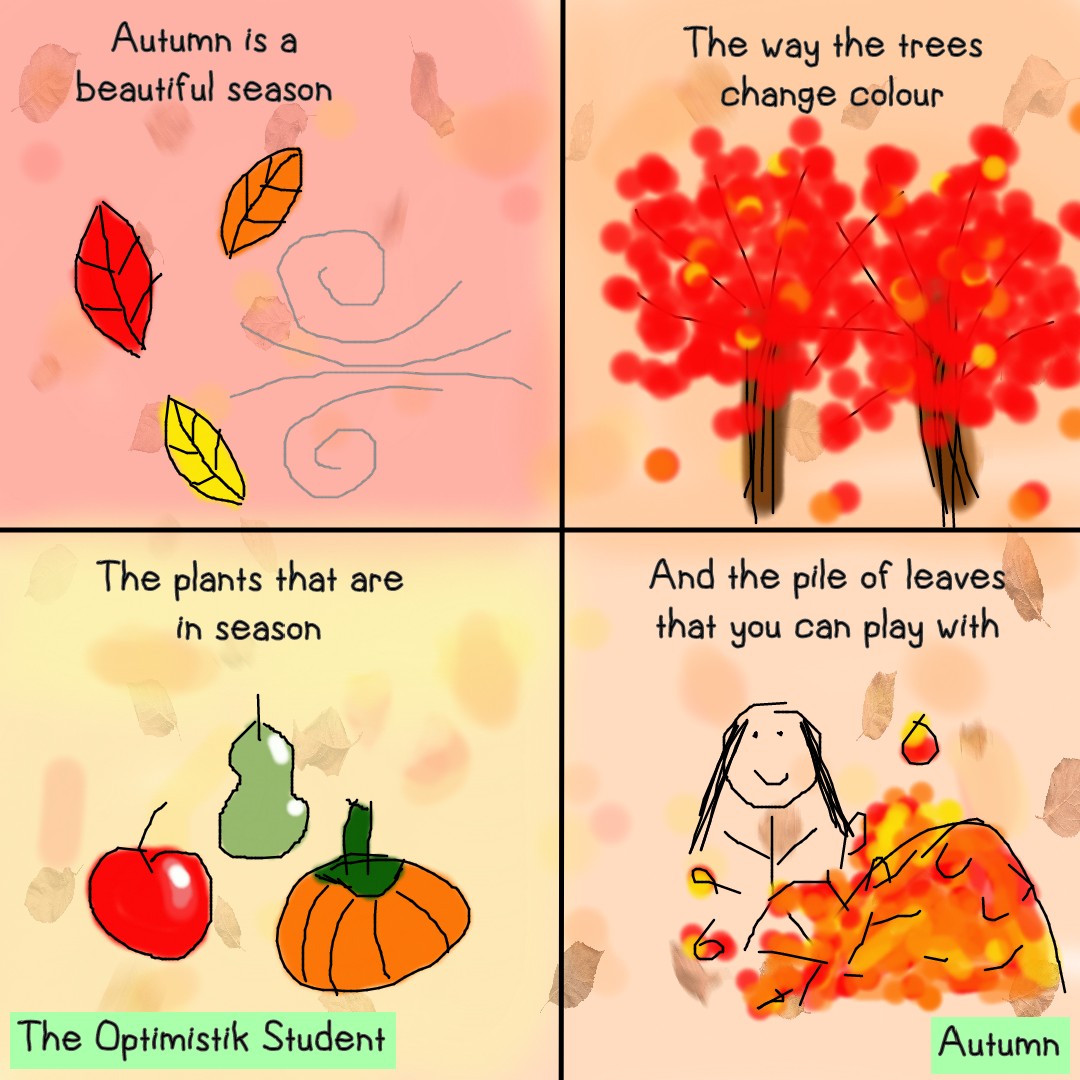 Autumn is a
beautiful season
The way the trees
change colour
The plants that are
in season
And the pile of leaves
that you can play with
The Optimistik Student
Autumn